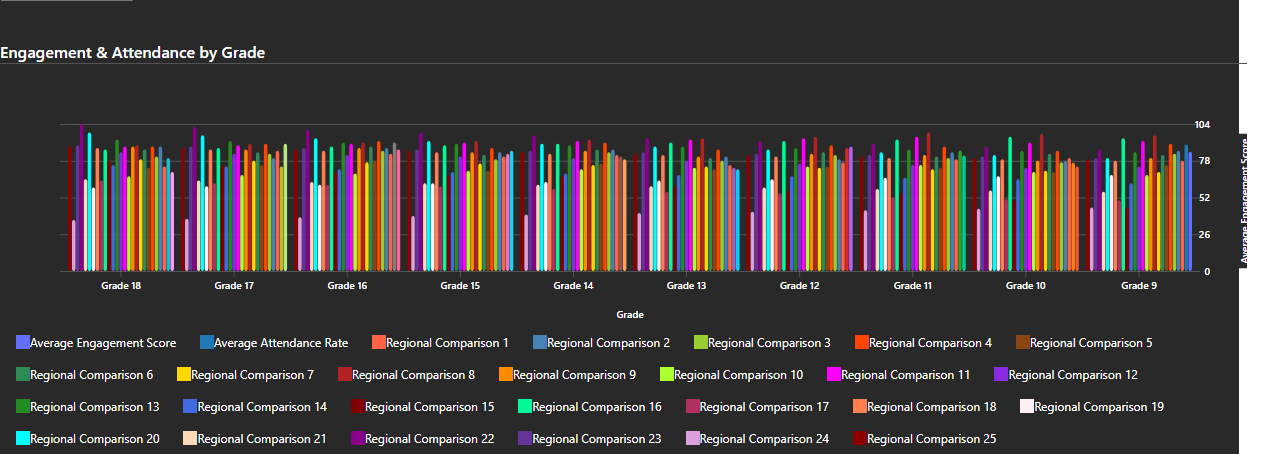 Engagement & Attendance by Grade
104
78
52
26
0
Average Engagement Score
Grade 18 Grade 17 Grade 16 Grade 15 Grade 14 Grade 13 Grade 12 Grade 11 Grade 10 Grade 9
Grade
Average Engagement Score Average Attendance Rate Regional Comparison 1 Regional Comparison 2 Regional Comparison 3 Regional Comparison 4 Regional Comparison 5
Regional Comparison 6 Regional Comparison 7 Regional Comparison 8 Regional Comparison 9 Regional Comparison 10 Regional Comparison 11 Regional Comparison 12
Regional Comparison 13 Regional Comparison 14 Regional Comparison 15 Regional Comparison 16 Regional Comparison 17 Regional Comparison 18 Regional Comparison 19
Regional Comparison 20 Regional Comparison 21 Regional Comparison 22 Regional Comparison 23 Regional Comparison 24 Regional Comparison 25